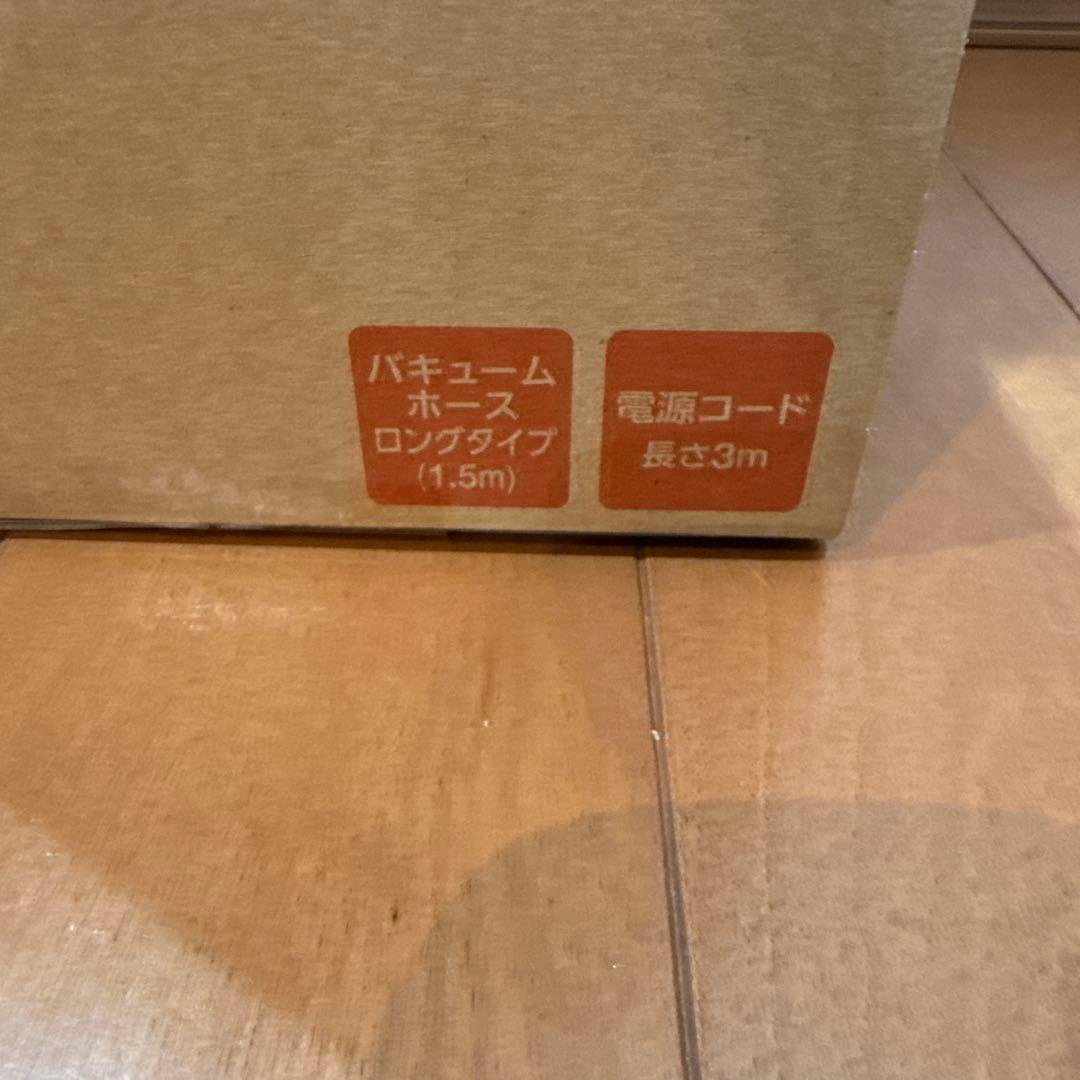 バキューム
ホース
ロングタイプ
(1.5m)
電源コード
長さ3m